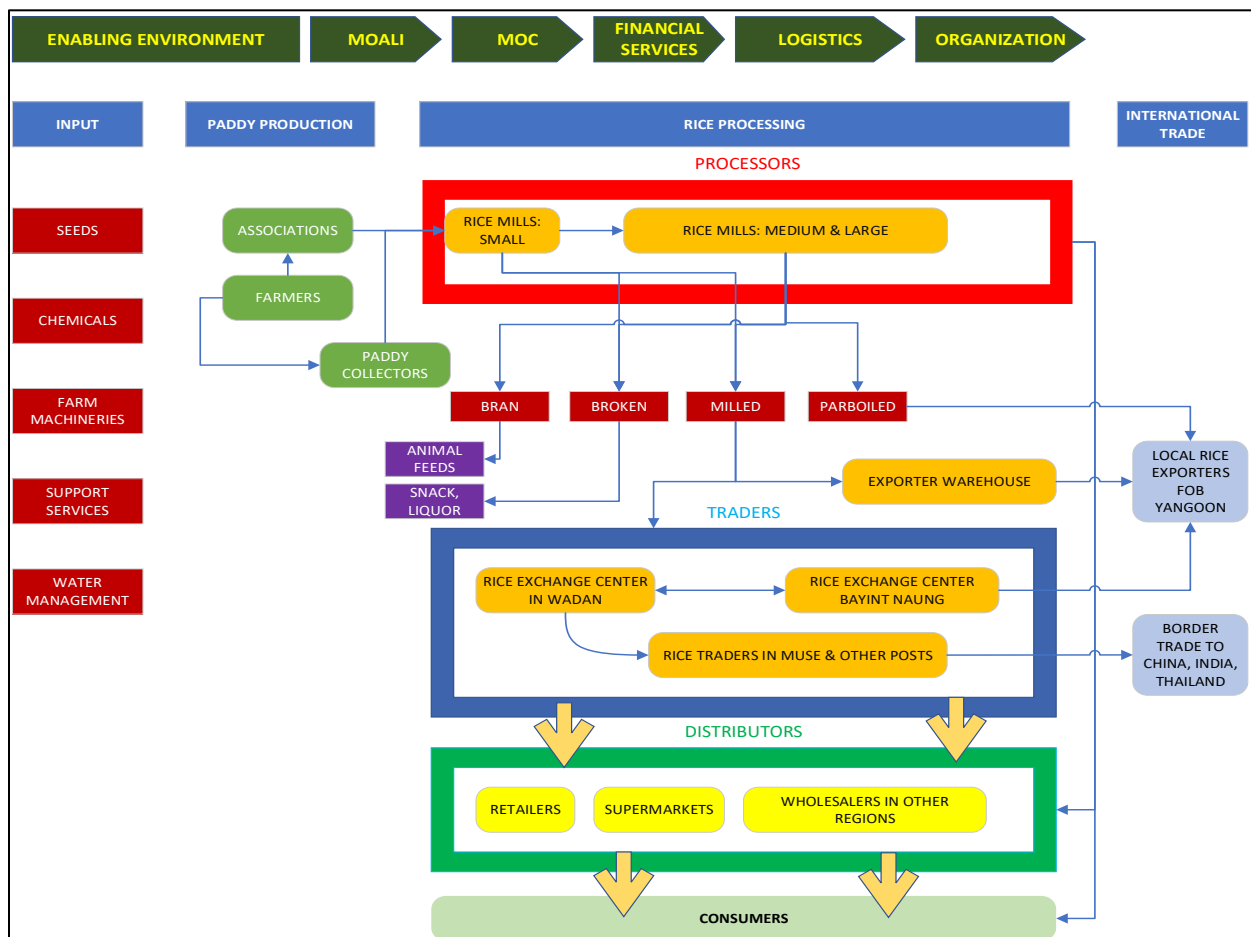 ENABLING ENVIRONMENT
MOALI
MOC
FINANCIAL
SERVICES
LOGISTICS
ORGANIZATION
INPUT
PADDY PRODUCTION
RICE PROCESSING
INTERNATIONAL
TRADE
PROCESSORS
SEEDS
ASSOCIATIONS
RICE MILLS:
SMALL
RICE MILLS: MEDIUM & LARGE
FARMERS
CHEMICALS
PADDY
COLLECTORS
FARM
MACHINERIES
BRAN
BROKEN
MILLED
PARBOILED
ANIMAL
FEEDS
SNACK,
LIQUOR
EXPORTER WAREHOUSE
LOCAL RICE
EXPORTERS
FOB
YANGOON
SUPPORT
SERVICES
TRADERS
WATER
MANAGEMENT
RICE EXCHANGE CENTER
IN WADAN
RICE EXCHANGE CENTER
BAYINT NAUNG
RICE TRADERS IN MUSE & OTHER POSTS
BORDER
TRADE TO
CHINA, INDIA,
THAILAND
DISTRIBUTORS
RETAILERS
SUPERMARKETS
WHOLESALERS IN OTHER
REGIONS
CONSUMERS